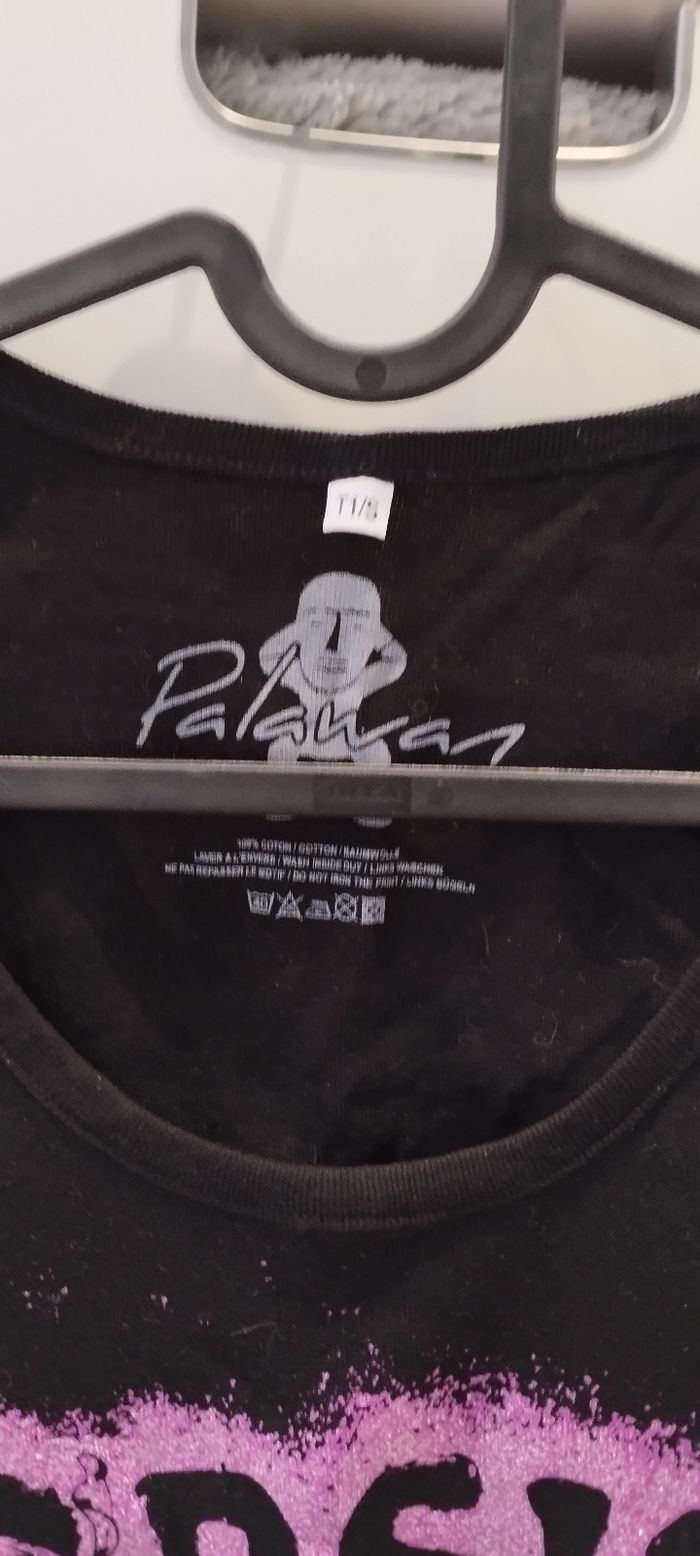 T1/S
Palawan
100% COTON / COTTON / BAUMWOLLE
LAVER A L'ENVERS / WASH INSIDE OUT / LINKS WASCHEN
NE PAS REPASSER LE MOTIF / DO NOT IRON THE PRINT / LINKS BÜGELN